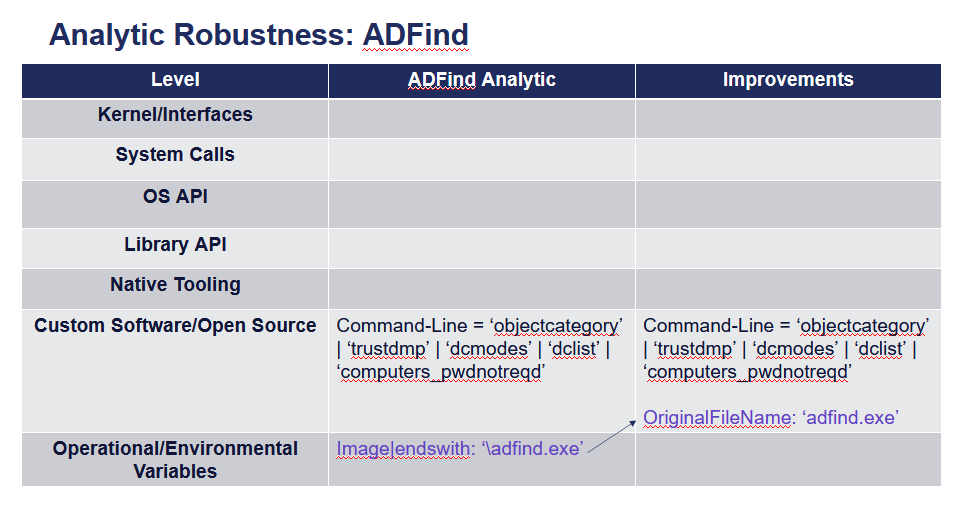 Analytic Robustness: ADFind
Level
ADFind Analytic
Improvements
Kernel/Interfaces
System Calls
OS API
Library API
Native Tooling
Custom Software/Open Source
Command-Line = ‘objectcategory’
| ‘trustdmp’ | ‘dcmodes’ | ‘dclist’ |
‘computers_pwdnotreqd’
Command-Line = ‘objectcategory’
| ‘trustdmp’ | ‘dcmodes’ | ‘dclist’ |
‘computers_pwdnotreqd’
OriginalFileName: ‘adfind.exe’
Operational/Environmental
Variables
Image|endswith: ‘\adfind.exe’